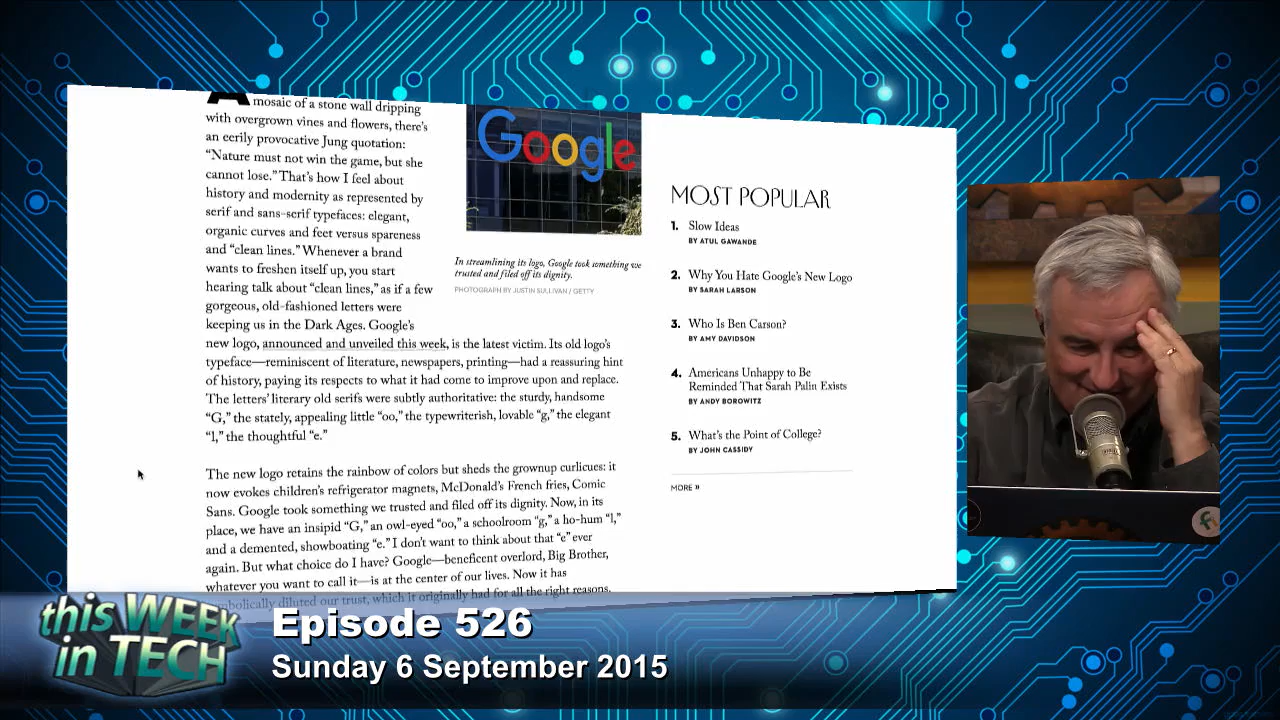 A
mosaic of a stone wall dripping
with overgrown vines and flowers, there's
an eerily provocative Jung quotation:
“Nature must not win the game, but she
cannot lose.” That's how I feel about
history and modernity as represented by
serif and sans-serif typefaces: elegant,
organic curves and feet versus spareness
and “clean lines.” Whenever a brand
wants to freshen itself up, you start
hearing talk about “clean lines,” as if a few
gorgeous, old-fashioned letters were
keeping us in the Dark Ages. Google's
new logo, announced and unveiled this week, is the latest victim. Its old logo's
typeface—reminiscent of literature, newspapers, printing—had a reassuring hint
of history, paying its respects to what it had come to improve upon and replace.
The letters' literary old serifs were subtly authoritative: the sturdy, handsome
“G,” the stately, appealing little “oo,” the typewriterish, lovable “g,” the elegant
“l,” the thoughtful “e.”
The new logo retains the rainbow of colors but sheds the grownup curlicues: it
now evokes children's refrigerator magnets, McDonald's French fries, Comic
Sans. Google took something we trusted and filed off its dignity. Now, in its
place, we have an insipid “G,” an owl-eyed “oo,” a schoolroom “g,” a ho-hum “l,”
and a demented, showboating “e.” I don't want to think about that “e” ever
again. But what choice do I have? Google—beneficent overlord, Big Brother,
whatever you want to call it—is at the center of our lives. Now it has
symbolically diluted our trust, which it originally had for all the right reasons.
Google
In streamlining its logo, Google took something we
trusted and filed off its dignity.
PHOTOGRAPH BY JUSTIN SULLIVAN / GETTY
MOST POPULAR
1. Slow Ideas
BY ATUL GAWANDE
2. Why You Hate Google's New Logo
BY SARAH LARSON
3. Who Is Ben Carson?
BY AMY DAVIDSON
4. Americans Unhappy to Be
Reminded That Sarah Palin Exists
BY ANDY BOROWITZ
5. What's the Point of College?
BY JOHN CASSIDY
MORE »
this WEEK
in TECH
Episode 526
Sunday 6 September 2015